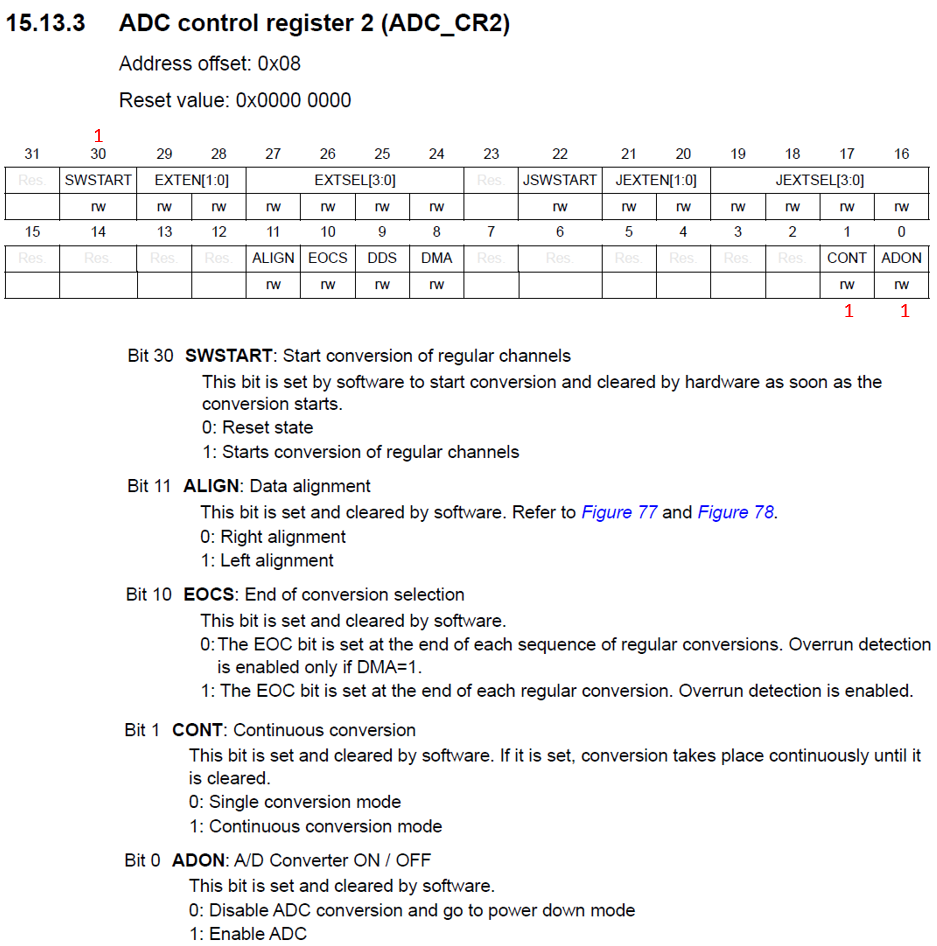 15.13.3 ADC control register 2 (ADC_CR2)
Address offset: 0x08
Reset value: 0x0000 0000
1
31 30 29 28 27 26 25 24 23 22 21 20 19 18 17 16
Res. SWSTART EXTEN[1:0] EXTSEL[3:0] Res. JSWSTART JEXTEN[1:0] JEXTSEL[3:0]
rw rw rw rw rw rw rw rw rw rw rw rw rw rw
15 14 13 12 11 10 9 8 7 6 5 4 3 2 1 0
Res. Res. Res. Res. ALIGN EOCS DDS DMA Res. Res. Res. Res. Res. Res. CONT ADON
rw rw rw rw rw rw
1 1
Bit 30 SWSTART: Start conversion of regular channels
This bit is set by software to start conversion and cleared by hardware as soon as the
conversion starts.
0: Reset state
1: Starts conversion of regular channels
Bit 11 ALIGN: Data alignment
This bit is set and cleared by software. Refer to Figure 77 and Figure 78.
0: Right alignment
1: Left alignment
Bit 10 EOCS: End of conversion selection
This bit is set and cleared by software.
0: The EOC bit is set at the end of each sequence of regular conversions. Overrun detection
is enabled only if DMA=1.
1: The EOC bit is set at the end of each regular conversion. Overrun detection is enabled.
Bit 1 CONT: Continuous conversion
This bit is set and cleared by software. If it is set, conversion takes place continuously until it
is cleared.
0: Single conversion mode
1: Continuous conversion mode
Bit 0 ADON: A/D Converter ON / OFF
This bit is set and cleared by software.
0: Disable ADC conversion and go to power down mode
1: Enable ADC